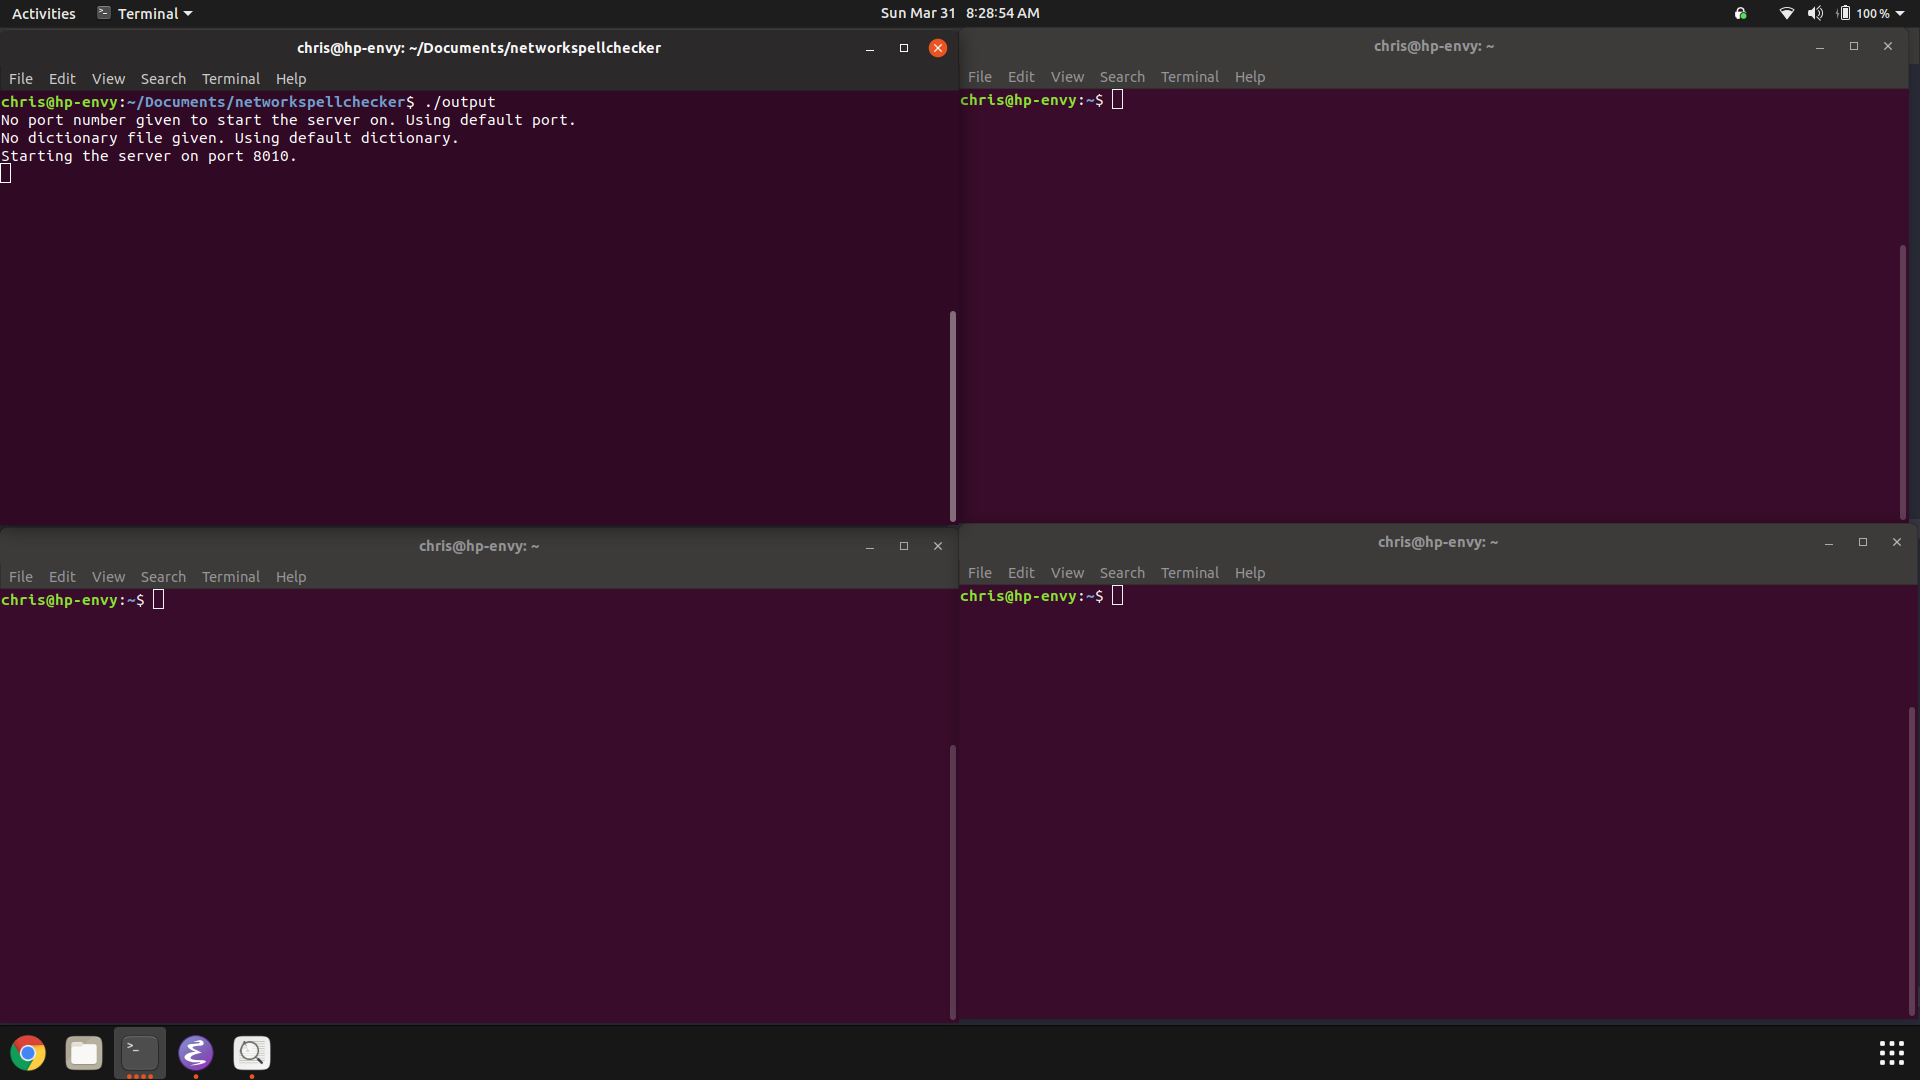 Activities Terminal Sun Mar 31 8:28:54 AM 100 %
chris@hp-envy: ~/Documents/networkspellchecker
File Edit View Search Terminal Help
chris@hp-envy:~/Documents/networkspellchecker$ ./output
No port number given to start the server on. Using default port.
No dictionary file given. Using default dictionary.
Starting the server on port 8010.
chris@hp-envy: ~
File Edit View Search Terminal Help
chris@hp-envy:~$
chris@hp-envy: ~
File Edit View Search Terminal Help
chris@hp-envy:~$
chris@hp-envy: ~
File Edit View Search Terminal Help
chris@hp-envy:~$